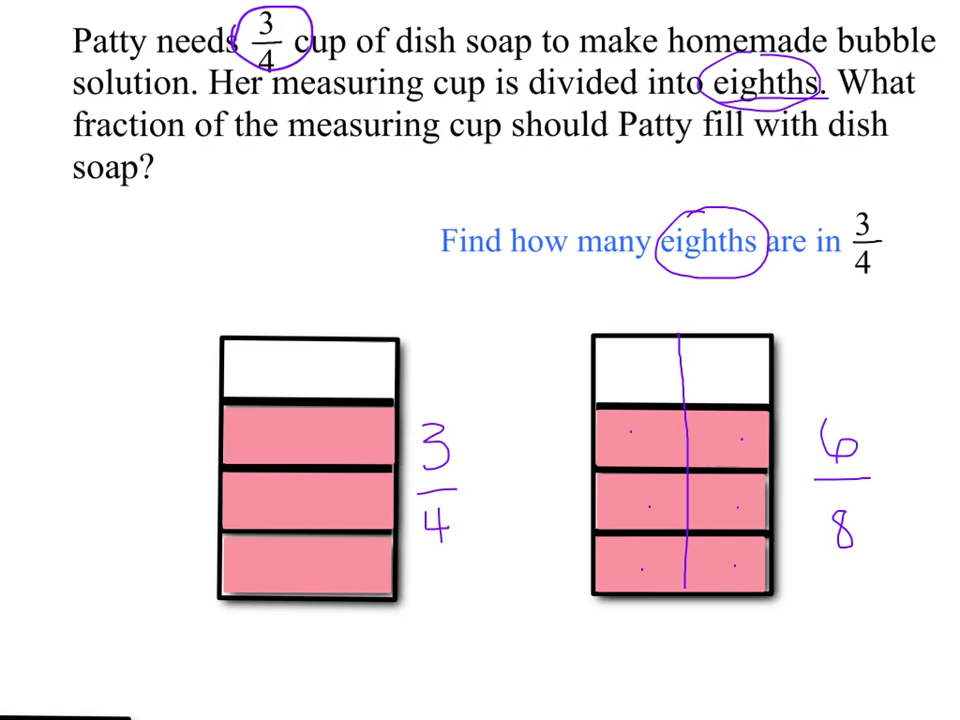 Patty needs 3/4 cup of dish soap to make homemade bubble
solution. Her measuring cup is divided into eighths. What
fraction of the measuring cup should Patty fill with dish
soap?
Find how many eighths are in 3/4
3/4
6/8